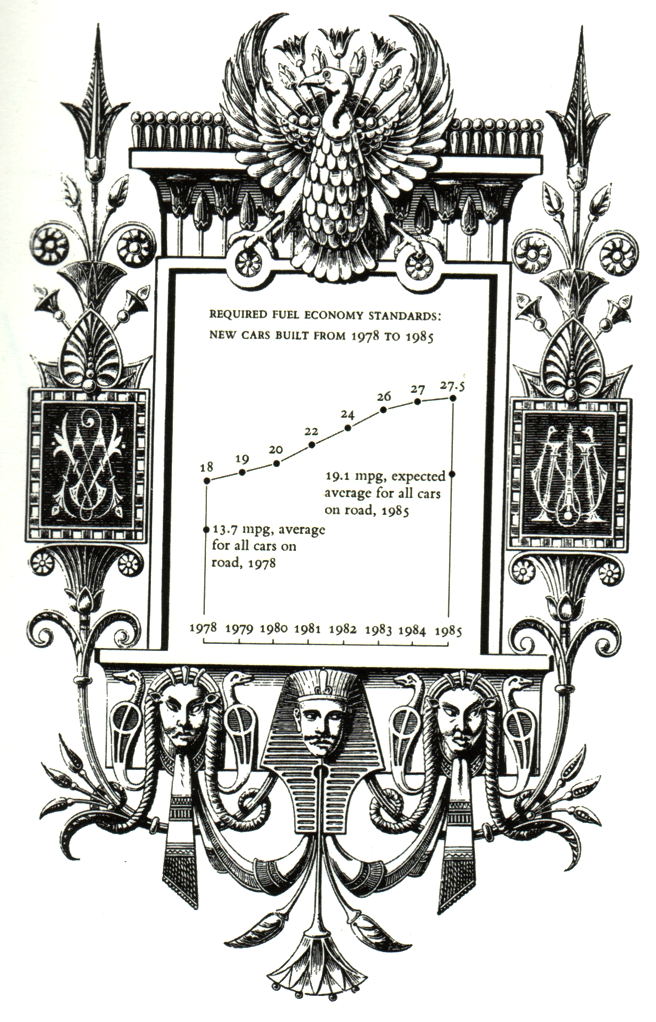 REQUIRED FUEL ECONOMY STANDARDS:
NEW CARS BUILT FROM 1978 TO 1985
18
19
20
22
24
26
27
27.5
19.1 mpg, expected
average for all cars
on road, 1985
13.7 mpg, average
for all cars on
road, 1978
1978 1979 1980 1981 1982 1983 1984 1985